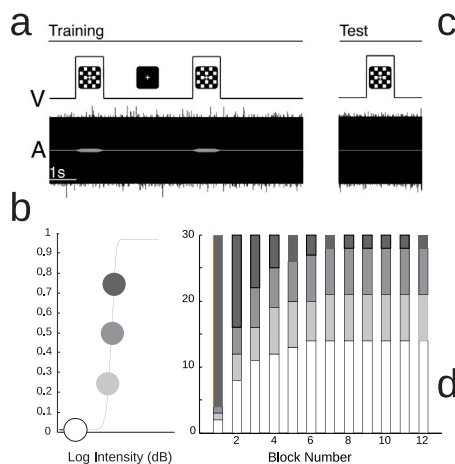 a
Training
Test
c
V
A
1s
b
1
0.9
0.8
0.7
0.6
0.5
0.4
0.3
0.2
0.1
0
Log Intensity (dB)
30
20
10
0
2 4 6 8 10 12
Block Number
d